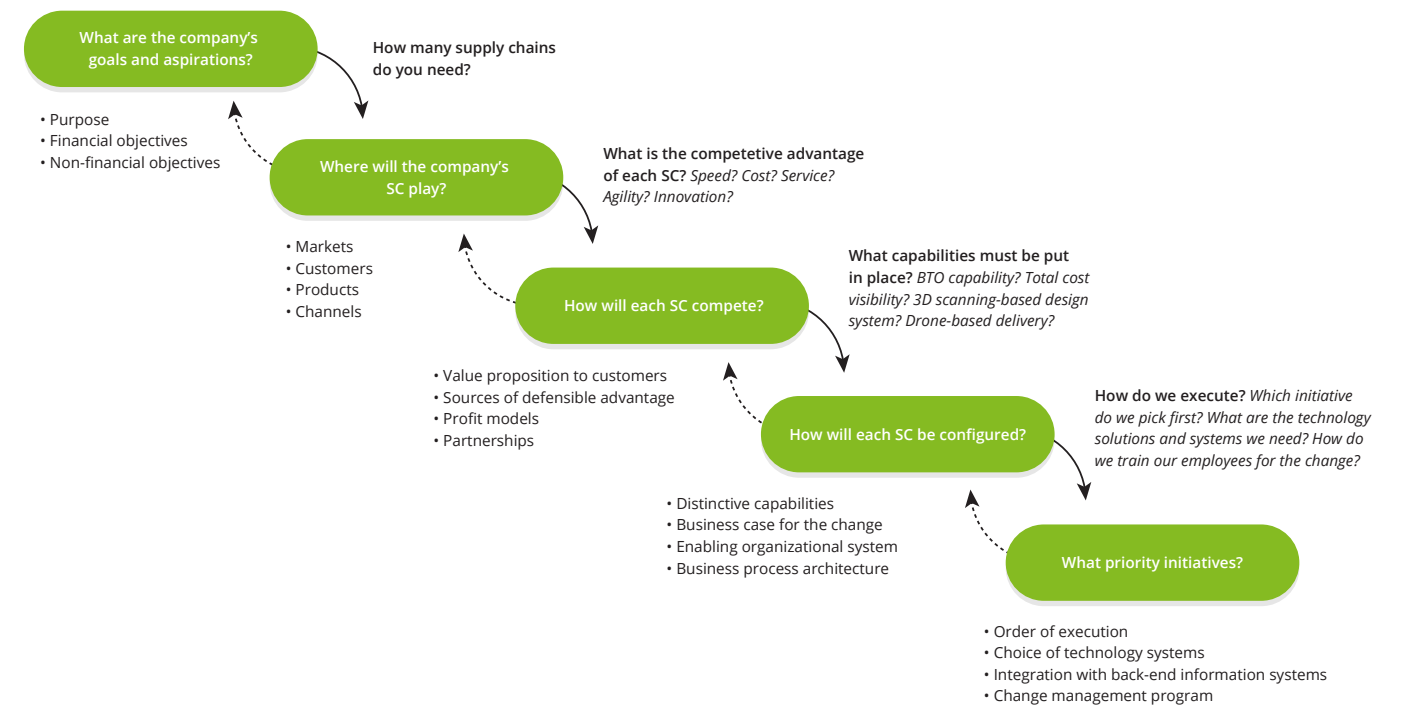 What are the company’s
goals and aspirations?
How many supply chains
do you need?
• Purpose
• Financial objectives
• Non-financial objectives
Where will the company’s
SC play?
What is the competetive advantage
of each SC? Speed? Cost? Service?
Agility? Innovation?
• Markets
• Customers
• Products
• Channels
How will each SC compete?
What capabilities must be put
in place? BTO capability? Total cost
visibility? 3D scanning-based design
system? Drone-based delivery?
• Value proposition to customers
• Sources of defensible advantage
• Profit models
• Partnerships
How will each SC be configured?
How do we execute? Which initiative
do we pick first? What are the technology
solutions and systems we need? How do
we train our employees for the change?
• Distinctive capabilities
• Business case for the change
• Enabling organizational system
• Business process architecture
What priority initiatives?
• Order of execution
• Choice of technology systems
• Integration with back-end information systems
• Change management program